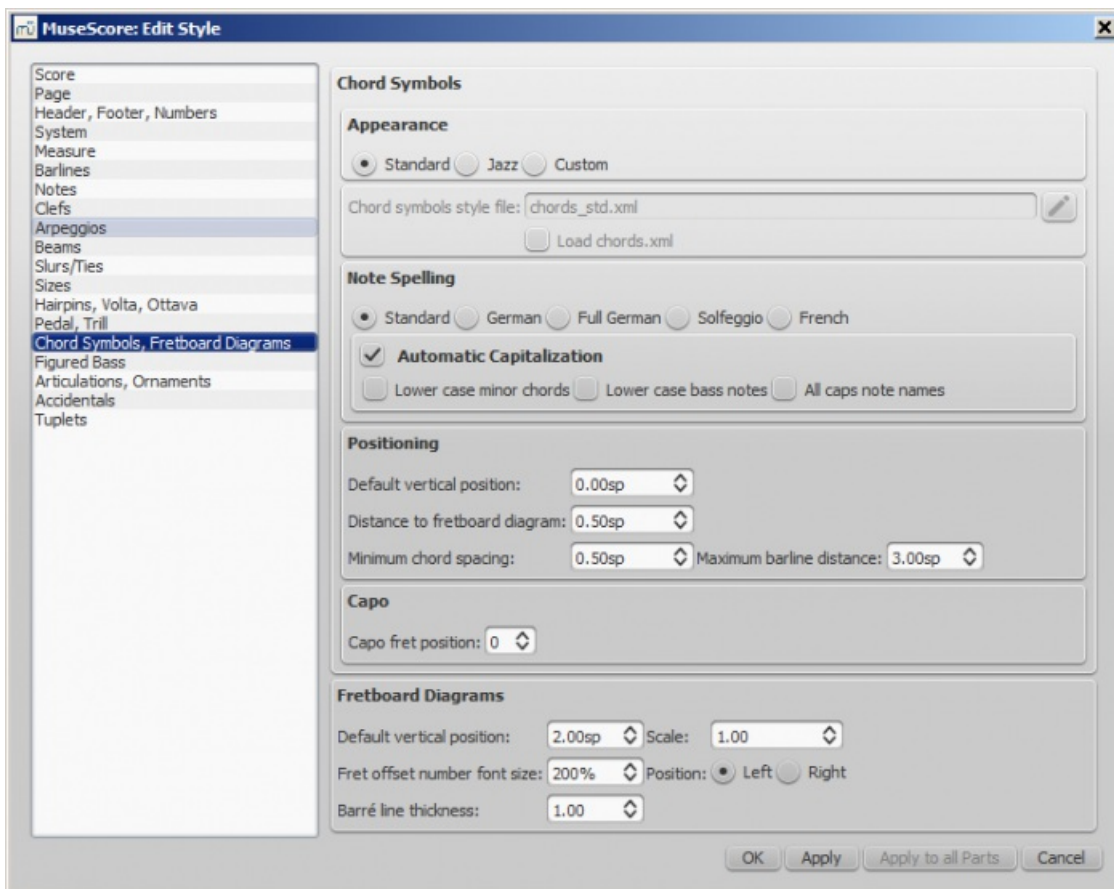 MuseScore: Edit Style
Score
Page
Header, Footer, Numbers
System
Measure
Barlines
Notes
Clefs
Arpeggios
Beams
Slurs/Ties
Sizes
Hairpins, Volta, Ottava
Pedal, Trill
Chord Symbols, Fretboard Diagrams
Figured Bass
Articulations, Ornaments
Accidentals
Tuplets
Chord Symbols
Appearance
Standard Jazz Custom
Chord symbols style file: chords_std.xml
Load chords.xml
Note Spelling
Standard German Full German Solfeggio French
Automatic Capitalization
Lower case minor chords Lower case bass notes All caps note names
Positioning
Default vertical position: 0.00sp
Distance to fretboard diagram: 0.50sp
Minimum chord spacing: 0.50sp Maximum barline distance: 3.00sp
Capo
Capo fret position: 0
Fretboard Diagrams
Default vertical position: 2.00sp Scale: 1.00
Fret offset number font size: 200% Position: Left Right
Barré line thickness: 1.00
OK Apply Apply to all Parts Cancel